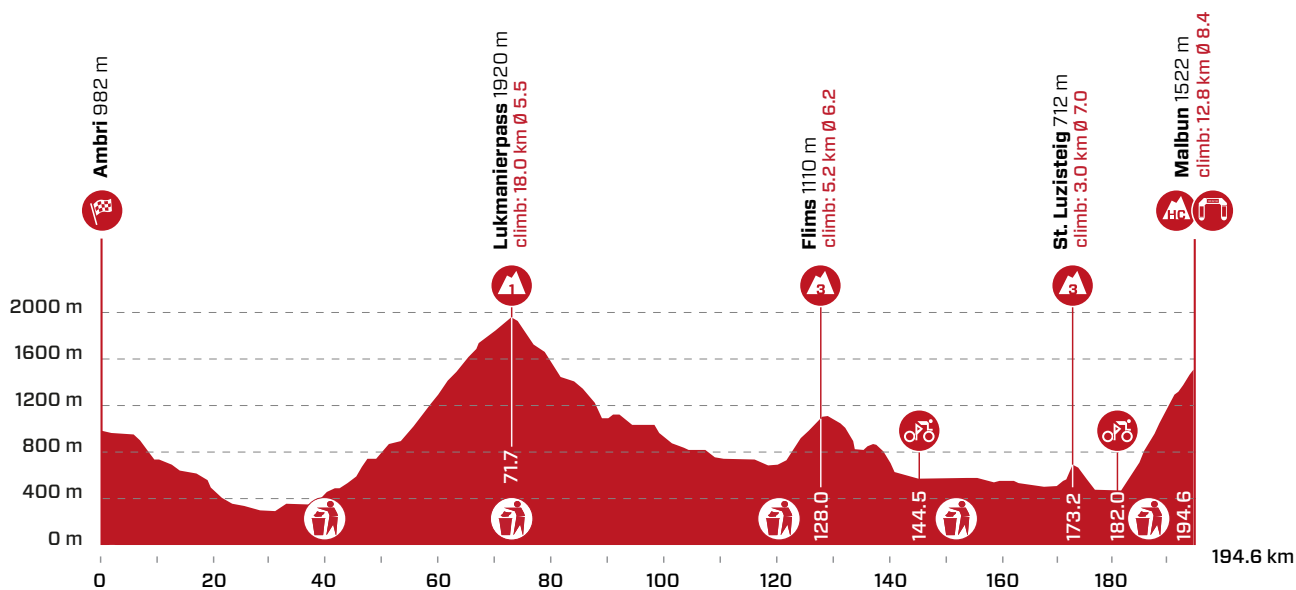 Ambri 982 m
Lukmanierpass 1920 m
climb: 18.0 km Ø 5.5
Flims 1110 m
climb: 5.2 km Ø 6.2
St. Luzisteig 712 m
climb: 3.0 km Ø 7.0
Malbun 1522 m
climb: 12.8 km Ø 8.4
1
3
3
HC
2000 m
1600 m
1200 m
800 m
400 m
0 m
71.7
128.0
144.5
173.2
182.0
194.6
194.6 km
0
20
40
60
80
100
120
140
160
180